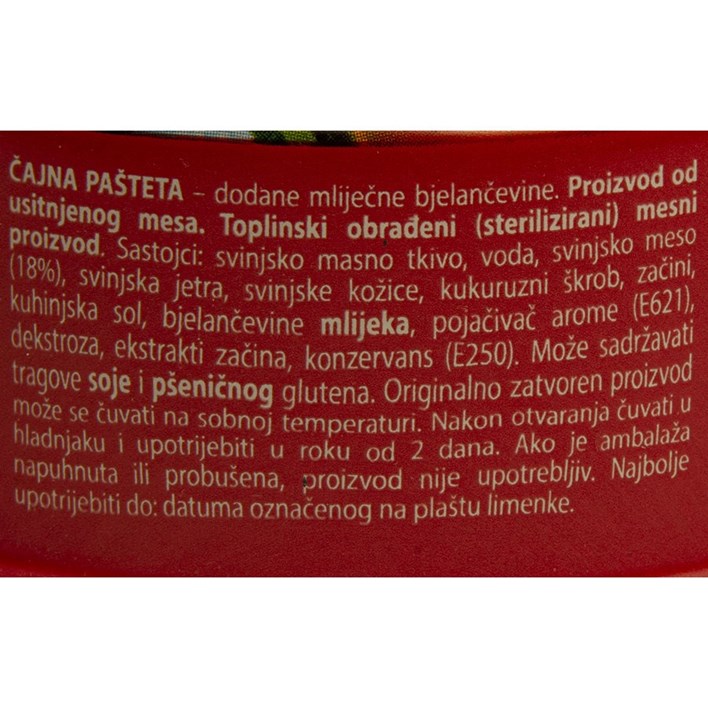 ČAJNA PAŠTETA – dodane mliječne bjelančevine. Proizvod od
usitnjenog mesa. Toplinski obrađeni (sterilizirani) mesni
proizvod. Sastojci: svinjsko masno tkivo, voda, svinjsko meso
(18%), svinjska jetra, svinjske kožice, kukuruzni škrob, začini,
kuhinjska sol, bjelančevine mlijeka, pojačivač arome (E621),
dekstroza, ekstrakti začina, konzervans (E250). Može sadržavati
tragove soje i pšeničnog glutena. Originalno zatvoren proizvod
može se čuvati na sobnoj temperaturi. Nakon otvaranja čuvati u
hladnjaku i upotrijebiti u roku od 2 dana. Ako je ambalaža
napuhnuta ili probušena, proizvod nije upotrebljiv. Najbolje
upotrijebiti do: datuma označenog na plaštu limenke.